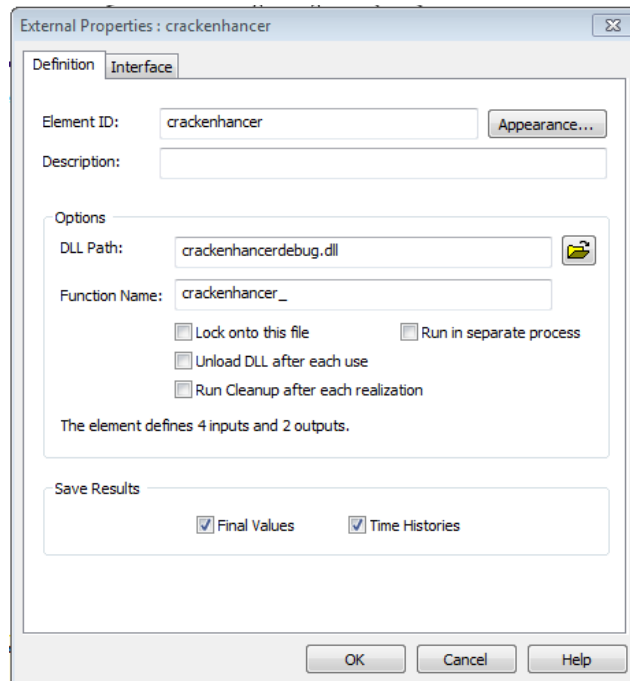 External Properties : crackenhancer
Definition Interface
Element ID: crackenhancer Appearance...
Description:
Options
DLL Path: crackenhancerdebug.dll
Function Name: crackenhancer_
Lock onto this file Run in separate process
Unload DLL after each use
Run Cleanup after each realization
The element defines 4 inputs and 2 outputs.
Save Results
Final Values Time Histories
OK Cancel Help